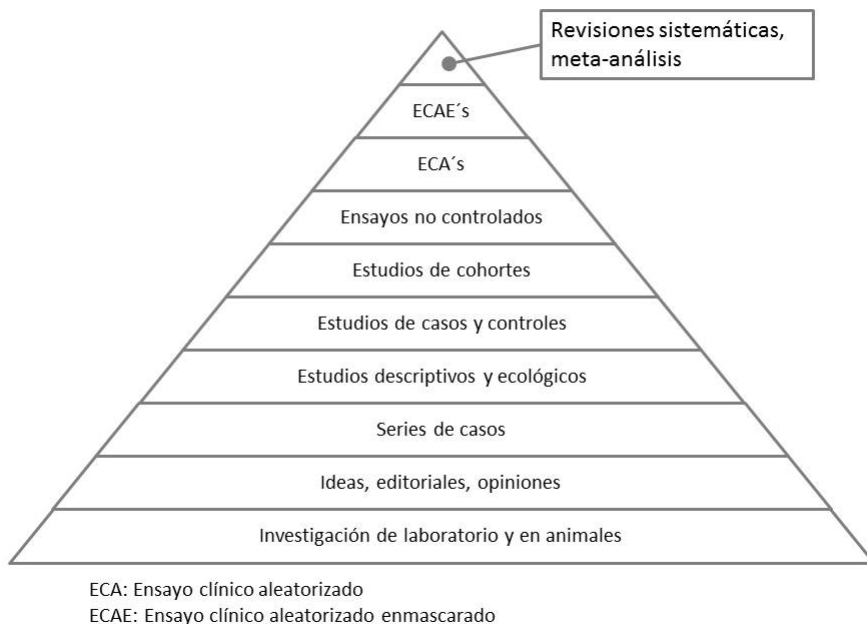 Revisiones sistemáticas,
meta-análisis
ECAE´s
ECA´s
Ensayos no controlados
Estudios de cohortes
Estudios de casos y controles
Estudios descriptivos y ecológicos
Series de casos
Ideas, editoriales, opiniones
Investigación de laboratorio y en animales
ECA: Ensayo clínico aleatorizado
ECAE: Ensayo clínico aleatorizado enmascarado